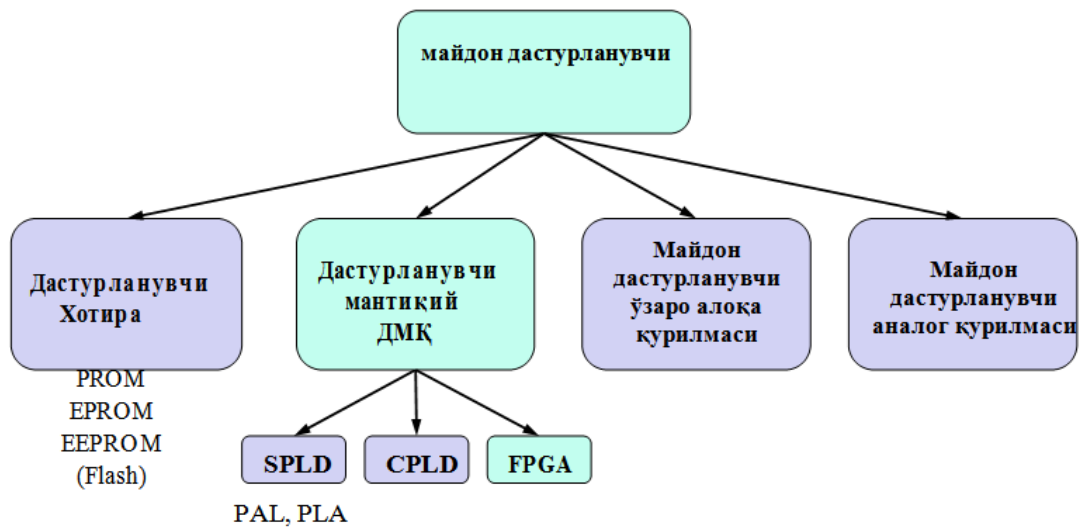 майдон дастурланувчи
Дастурланувчи
Хотира
PROM
EPROM
EEPROM
(Flash)
Дастурланувчи
мантиқий
ДМҚ
Майдон
дастурланувчи
ўзаро алоқа
қурилмаси
Майдон
дастурланувчи
аналог қурилмаси
SPLD
CPLD
FPGA
PAL, PLA